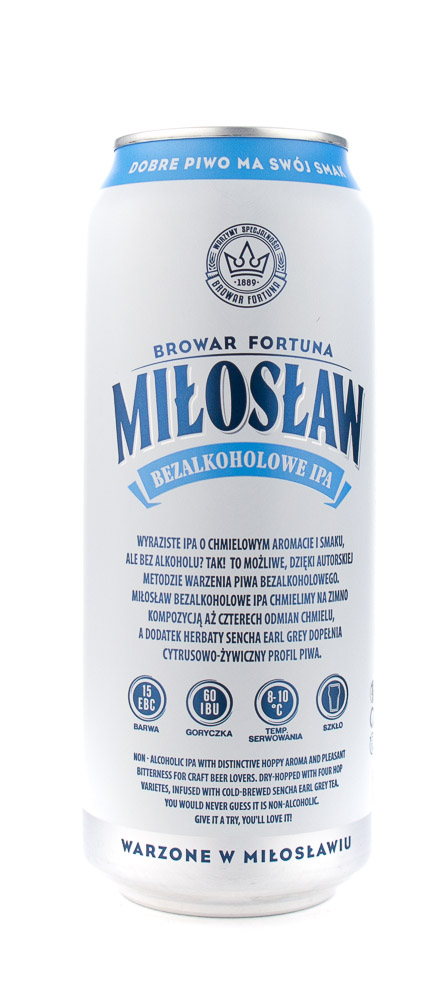 DOBRE PIWO MA SWÓJ SMAK
WARZYMY SPECJALNOŚCI
·1889·
BROWAR FORTUNA
BROWAR FORTUNA
MIŁOSŁAW
BEZALKOHOLOWE IPA
WYRAZISTE IPA O CHMIELOWYM AROMACIE I SMAKU,
ALE BEZ ALKOHOLU? TAK! TO MOŻLIWE, DZIĘKI AUTORSKIEJ
METODZIE WARZENIA PIWA BEZALKOHOLOWEGO.
MIŁOSŁAW BEZALKOHOLOWE IPA CHMIELIMY NA ZIMNO
KOMPOZYCJĄ AŻ CZTERECH ODMIAN CHMIELU,
A DODATEK HERBATY SENCHA EARL GREY DOPEŁNIA
CYTRUSOWO-ŻYWICZNY PROFIL PIWA.
15 EBC
BARWA
60 IBU
GORYCZKA
8-10 °C
TEMP. SERWOWANIA
SZKŁO
NON - ALCOHOLIC IPA WITH DISTINCTIVE HOPPY AROMA AND PLEASANT
BITTERNESS FOR CRAFT BEER LOVERS. DRY-HOPPED WITH FOUR HOP
VARIETES, INFUSED WITH COLD-BREWED SENCHA EARL GREY TEA.
YOU WOULD NEVER GUESS IT IS NON-ALCOHOLIC.
GIVE IT A TRY, YOU'LL LOVE IT!
WARZONE W MIŁOSŁAWIU